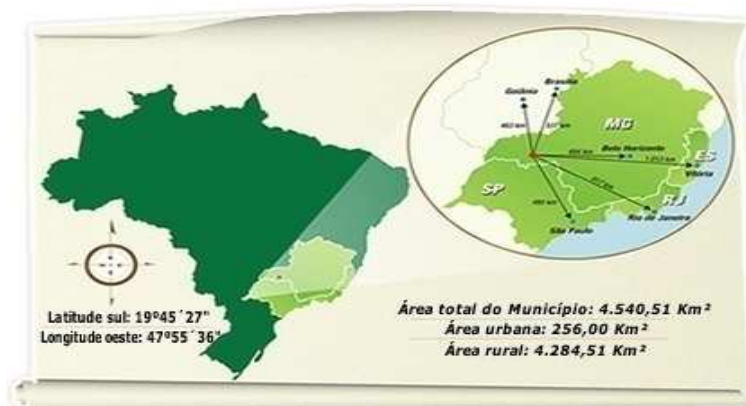 Goiânia
Brasília
MG
Belo Horizonte
ES
Vitória
SP
RJ
São Paulo
Rio de Janeiro
Latitude sul: 19º45´27"
Longitude oeste: 47º55´36"
Área total do Município: 4.540,51 Km²
Área urbana: 256,00 Km²
Área rural: 4.284,51 Km²